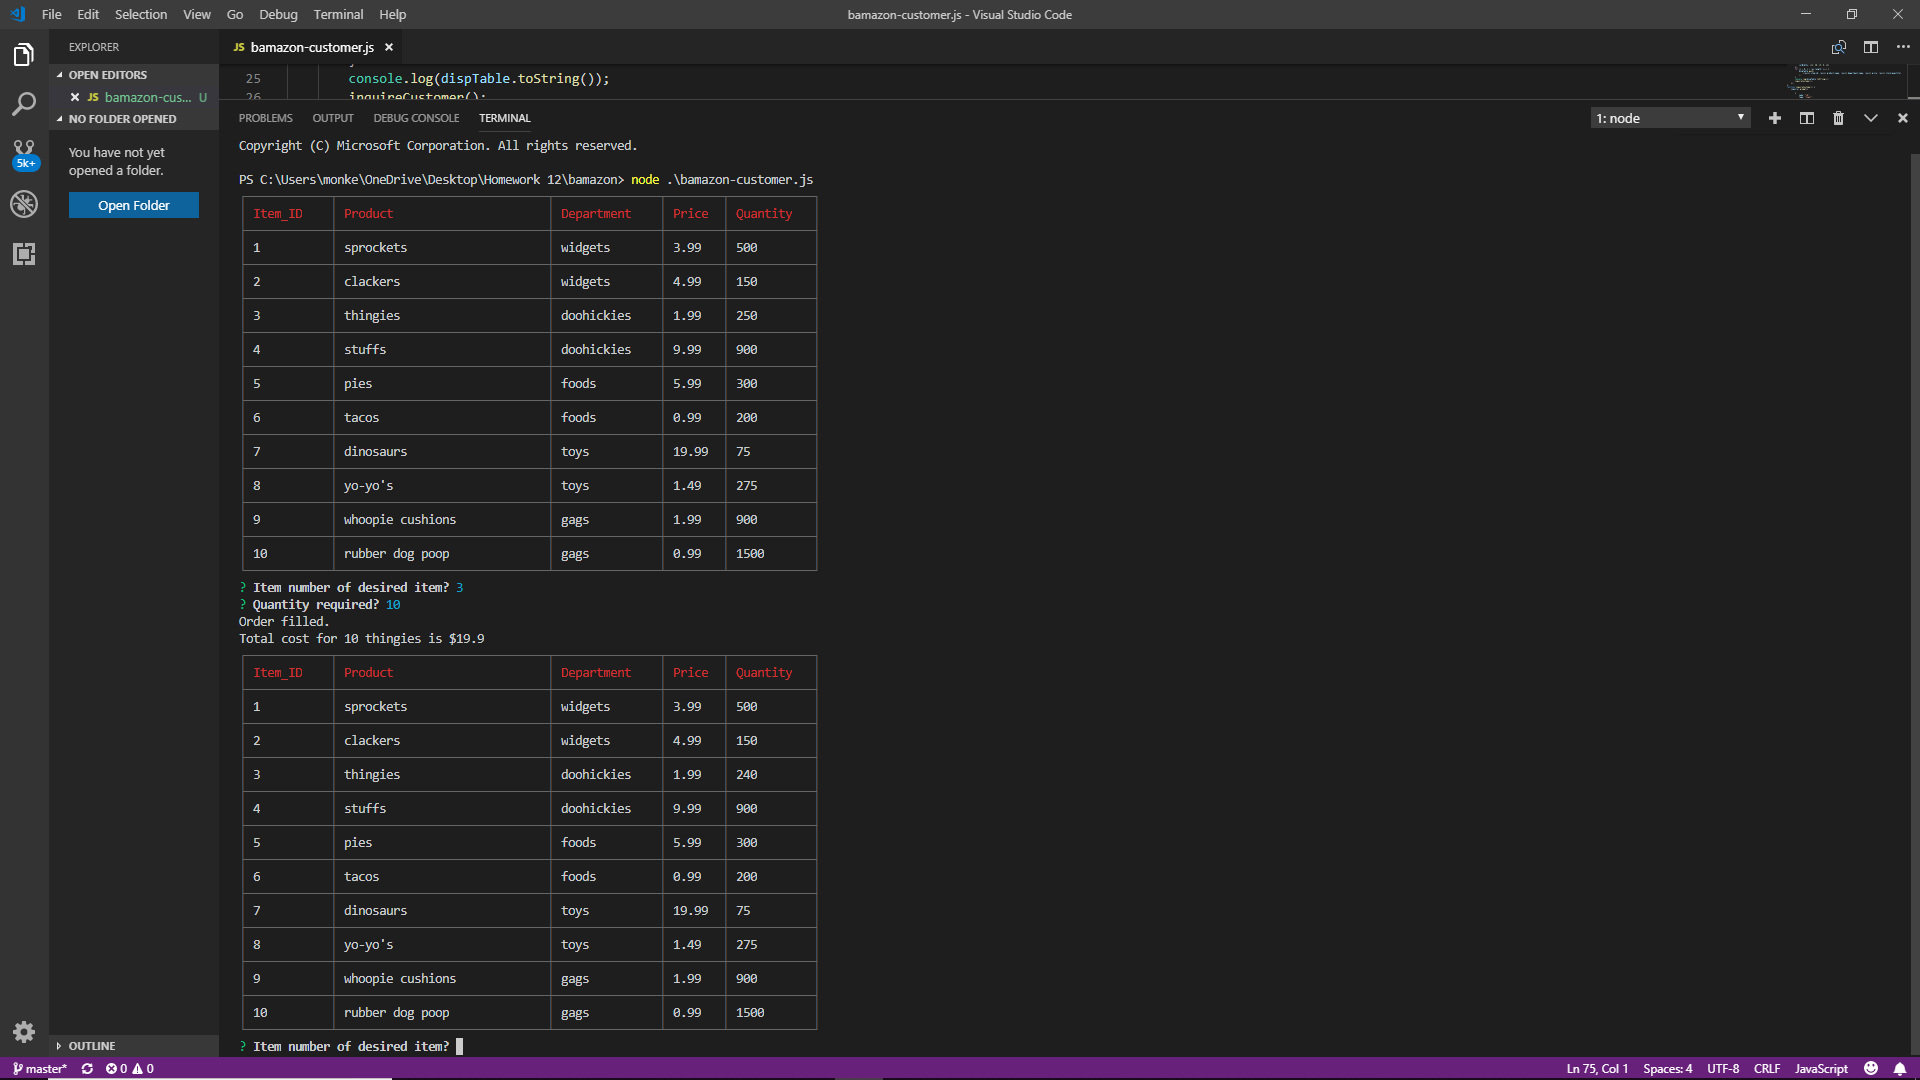 File Edit Selection View Go Debug Terminal Help
bamazon-customer.js - Visual Studio Code
EXPLORER
OPEN EDITORS
JS bamazon-cus... U
NO FOLDER OPENED
You have not yet
opened a folder.
Open Folder
5k+
OUTLINE
JS bamazon-customer.js
25 console.log(dispTable.toString());
26 inquireCustomer();
PROBLEMS OUTPUT DEBUG CONSOLE TERMINAL
1: node
Copyright (C) Microsoft Corporation. All rights reserved.
PS C:\Users\monke\OneDrive\Desktop\Homework 12\bamazon> node .\bamazon-customer.js
Item_ID Product Department Price Quantity
1 sprockets widgets 3.99 500
2 clackers widgets 4.99 150
3 thingies doohickies 1.99 250
4 stuffs doohickies 9.99 900
5 pies foods 5.99 300
6 tacos foods 0.99 200
7 dinosaurs toys 19.99 75
8 yo-yo's toys 1.49 275
9 whoopie cushions gags 1.99 900
10 rubber dog poop gags 0.99 1500
? Item number of desired item? 3
? Quantity required? 10
Order filled.
Total cost for 10 thingies is $19.9
Item_ID Product Department Price Quantity
1 sprockets widgets 3.99 500
2 clackers widgets 4.99 150
3 thingies doohickies 1.99 240
4 stuffs doohickies 9.99 900
5 pies foods 5.99 300
6 tacos foods 0.99 200
7 dinosaurs toys 19.99 75
8 yo-yo's toys 1.49 275
9 whoopie cushions gags 1.99 900
10 rubber dog poop gags 0.99 1500
? Item number of desired item?
master* 0 0
Ln 75, Col 1 Spaces: 4 UTF-8 CRLF JavaScript